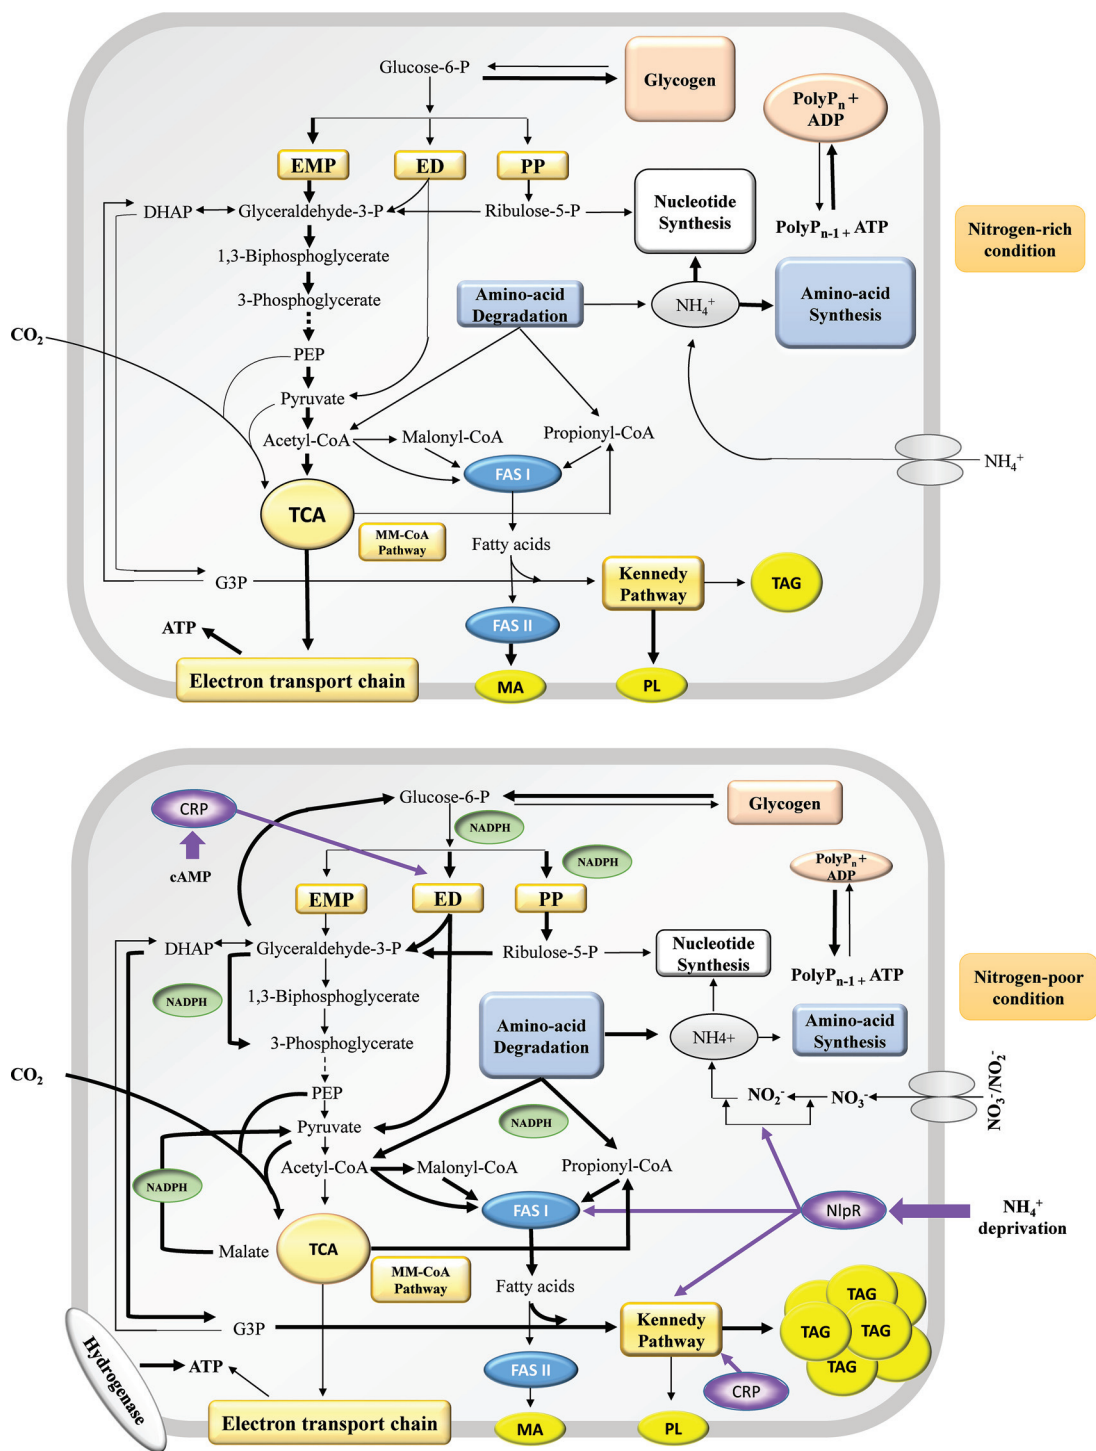 Glucose-6-P
Glycogen
PolyPn +
ADP
EMP
ED
PP
DHAP
Glyceraldehyde-3-P
Ribulose-5-P
Nucleotide
Synthesis
PolyPn-1 + ATP
Nitrogen-rich
condition
1,3-Biphosphoglycerate
3-Phosphoglycerate
Amino-acid
Degradation
NH4+
Amino-acid
Synthesis
CO2
PEP
Pyruvate
Acetyl-CoA
Malonyl-CoA
Propionyl-CoA
NH4+
FAS I
TCA
MM-CoA
Pathway
Fatty acids
G3P
Kennedy
Pathway
TAG
FAS II
ATP
Electron transport chain
MA
PL
CRP
cAMP
Glucose-6-P
Glycogen
NADPH
NADPH
PolyPn +
ADP
EMP
ED
PP
DHAP
Glyceraldehyde-3-P
Ribulose-5-P
Nucleotide
Synthesis
PolyPn-1 + ATP
Nitrogen-poor
condition
NADPH
1,3-Biphosphoglycerate
3-Phosphoglycerate
Amino-acid
Degradation
NH4+
Amino-acid
Synthesis
CO2
PEP
NO2-
NO3-
NO3-/NO2-
Pyruvate
NADPH
Acetyl-CoA
Malonyl-CoA
Propionyl-CoA
NADPH
FAS I
NlpR
NH4+
deprivation
Malate
TCA
MM-CoA
Pathway
Fatty acids
G3P
Kennedy
Pathway
TAG
TAG
TAG
TAG
Hydrogenase
ATP
FAS II
CRP
Electron transport chain
MA
PL